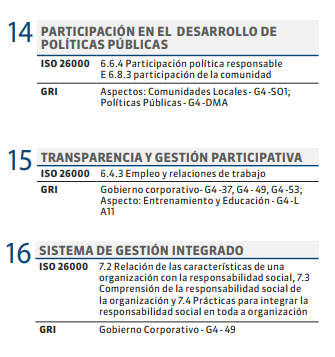 14 PARTICIPACIÓN EN EL DESARROLLO DE
POLÍTICAS PÚBLICAS
ISO 26000 6.6.4 Participación política responsable
E 6.8.3 participación de la comunidad
GRI Aspectos: Comunidades Locales - G4-SO1;
Políticas Públicas - G4-DMA
15 TRANSPARENCIA Y GESTIÓN PARTICIPATIVA
ISO 26000 6.4.3 Empleo y relaciones de trabajo
GRI Gobierno corporativo- G4 -37, G4 - 49, G4 -53;
Aspecto: Entrenamiento y Educación - G4 -L
A11
16 SISTEMA DE GESTIÓN INTEGRADO
ISO 26000 7.2 Relación de las características de una
organización con la responsabilidad social, 7.3
Comprensión de la responsabilidad social de
la organización y 7.4 Prácticas para integrar la
responsabilidad social en toda a organización
GRI Gobierno Corporativo - G4 - 49